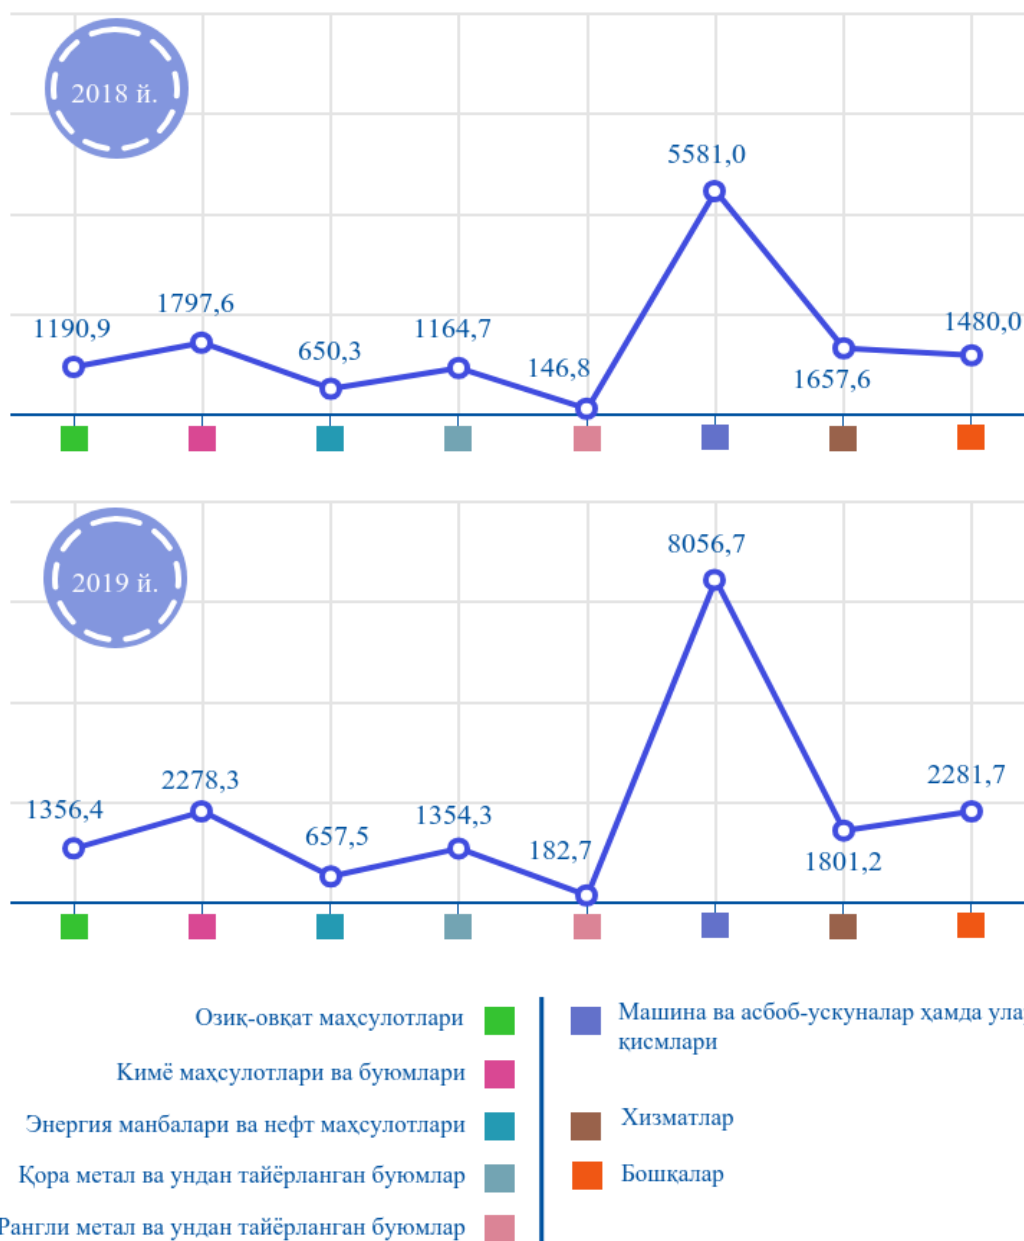 2018 й.
5581,0
1797,6
1190,9
650,3
1164,7
146,8
1657,6
1480,0
2019 й.
8056,7
2278,3
1356,4
657,5
1354,3
182,7
1801,2
2281,7
Озиқ-овқат маҳсулотлари
Кимё маҳсулотлари ва буюмлари
Энергия манбалари ва нефт маҳсулотлари
Қора метал ва ундан тайёрланган буюмлар
Рангли метал ва ундан тайёрланган буюмлар
Машина ва асбоб-ускуналар ҳамда
қисмлари
Хизматлар
Бошқалар